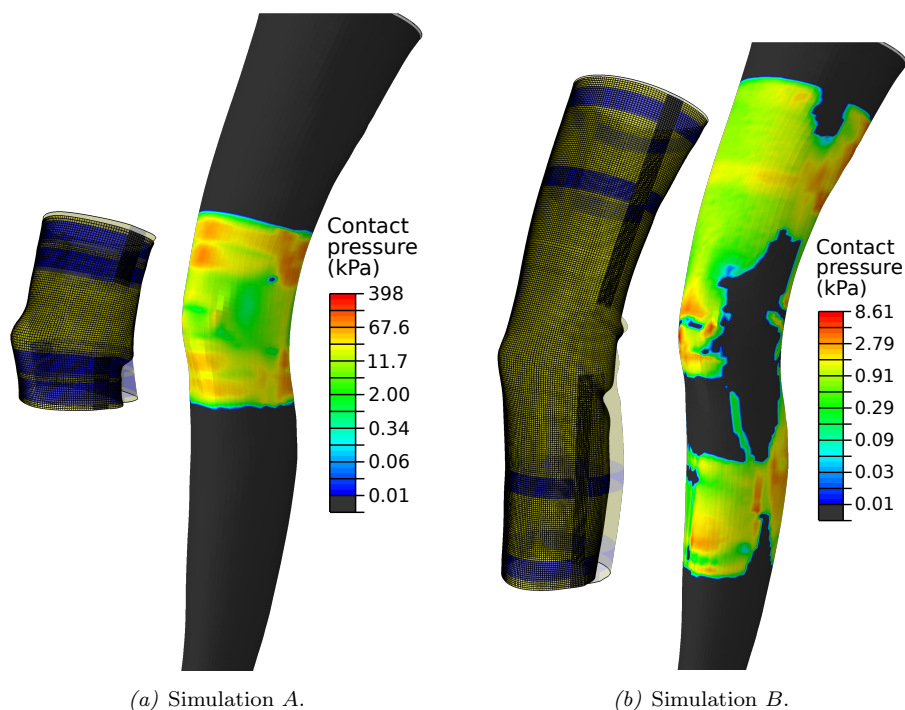 Contact
pressure
(kPa)
398
67.6
11.7
2.00
0.34
0.06
0.01
Contact
pressure
(kPa)
8.61
2.79
0.91
0.29
0.09
0.03
0.01
(a) Simulation A.
(b) Simulation B.